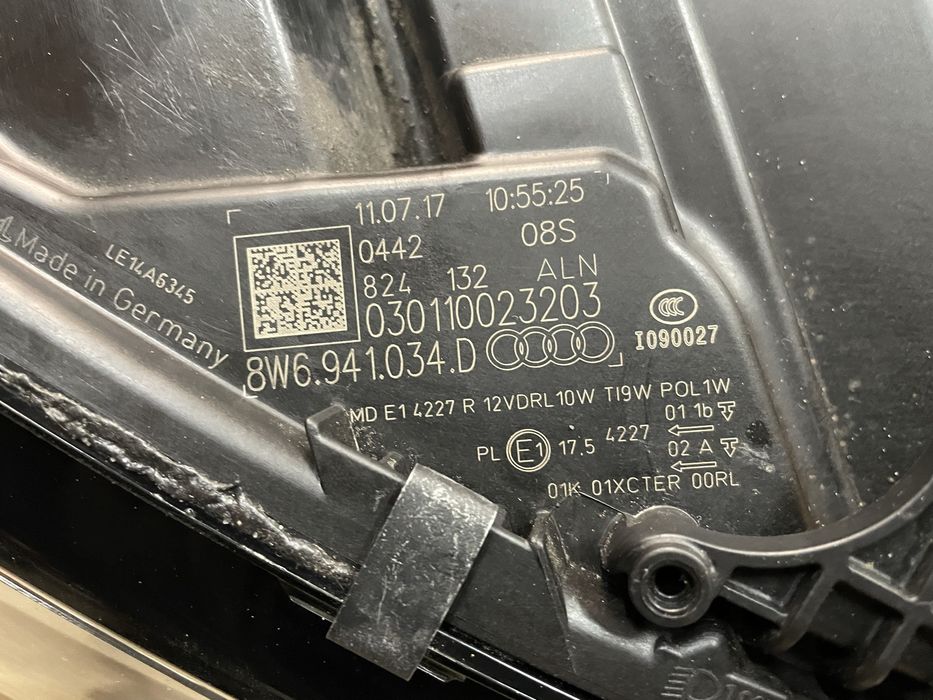 11.07.17 10:55:25
0442 08S
824 132 ALN
030110023203
8W6.941.034.D
LE14A6345
Made in Germany
CCC
I090027
MD E1 4227 R 12VDRL10W TI9W POL1W
01 1b
PL E1 17.5 4227
02 A
01K 01XCTER 00RL